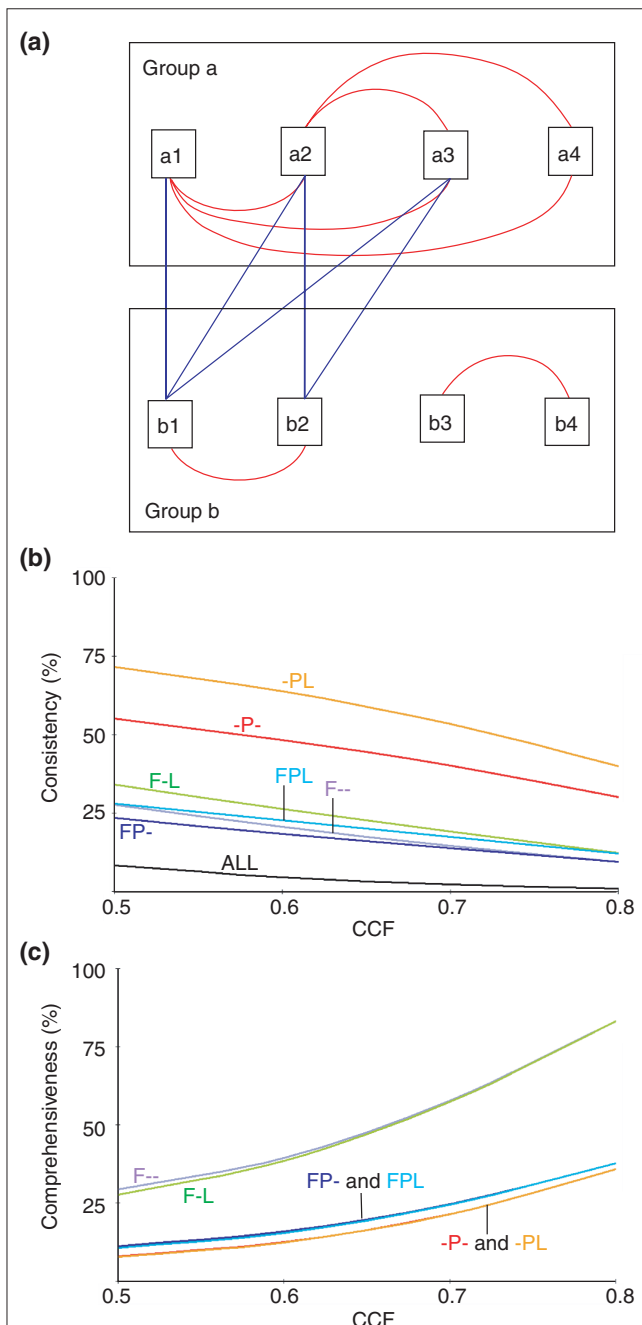 (a)
Group a
a1 a2 a3 a4
b1 b2 b3 b4
Group b
(b)
100
75
50
25
Consistency (%)
-PL
-P-
F-L FPL F--
FP-
ALL
0.5 0.6 0.7 0.8
CCF
(c)
100
75
50
25
Comprehensiveness (%)
F--
F-L
FP- and FPL
-P- and -PL
0.5 0.6 0.7 0.8
CCF